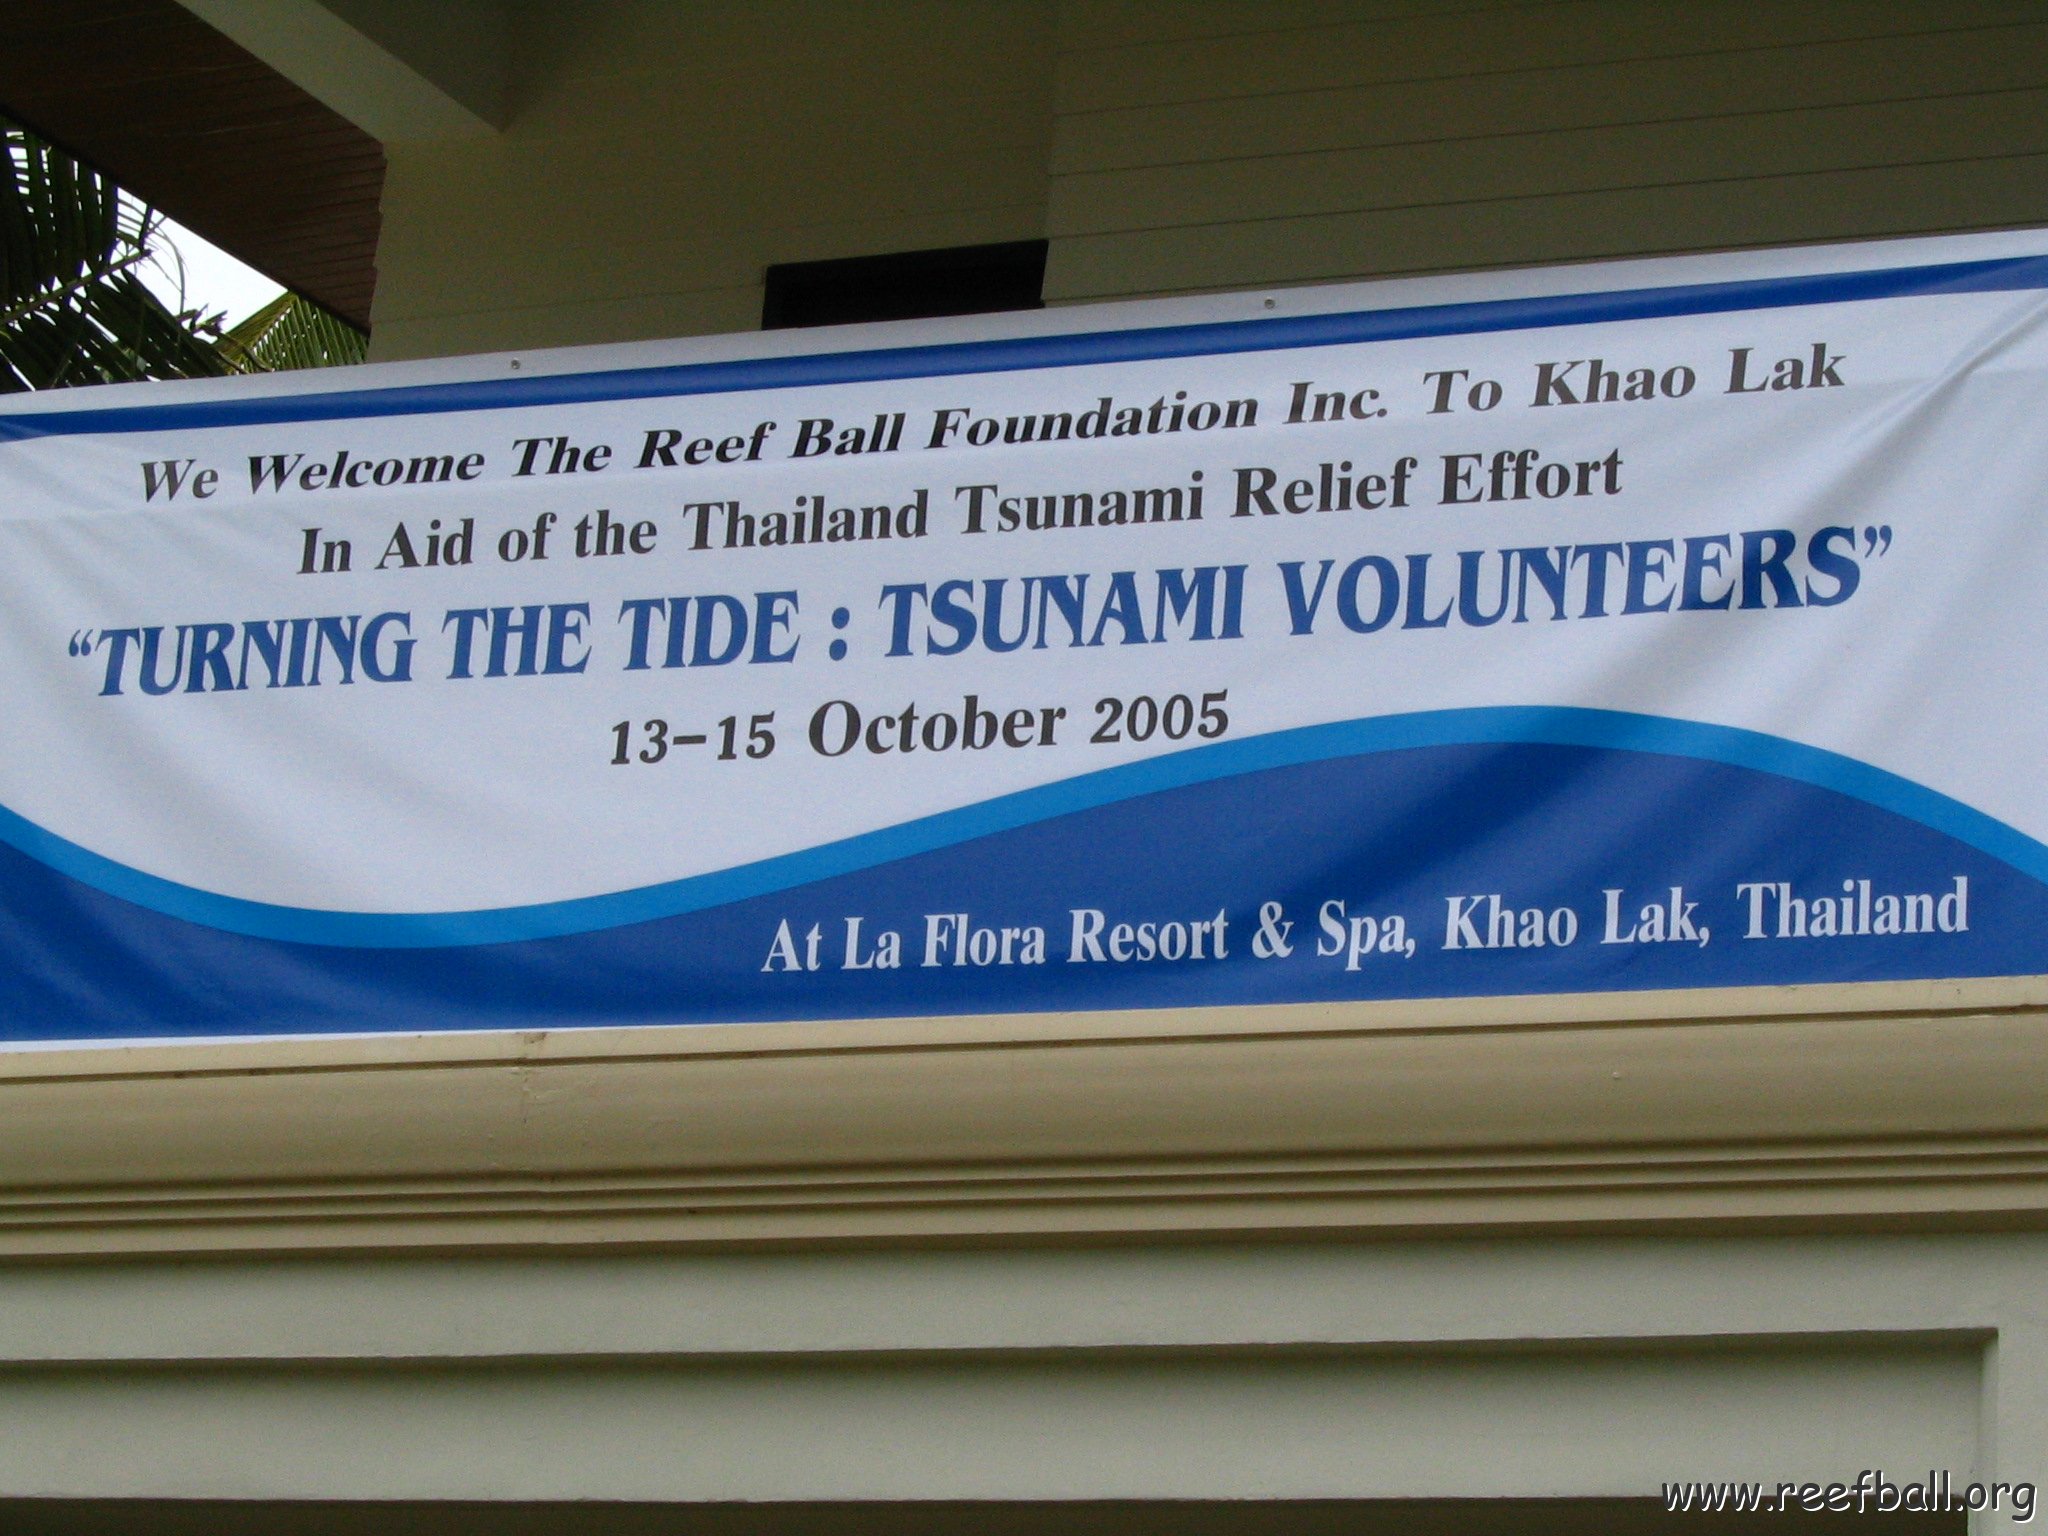 We Welcome The Reef Ball Foundation Inc. To Khao Lak
In Aid of the Thailand Tsunami Relief Effort
“TURNING THE TIDE : TSUNAMI VOLUNTEERS”
13-15 October 2005
At La Flora Resort & Spa, Khao Lak, Thailand
www.reefball.org